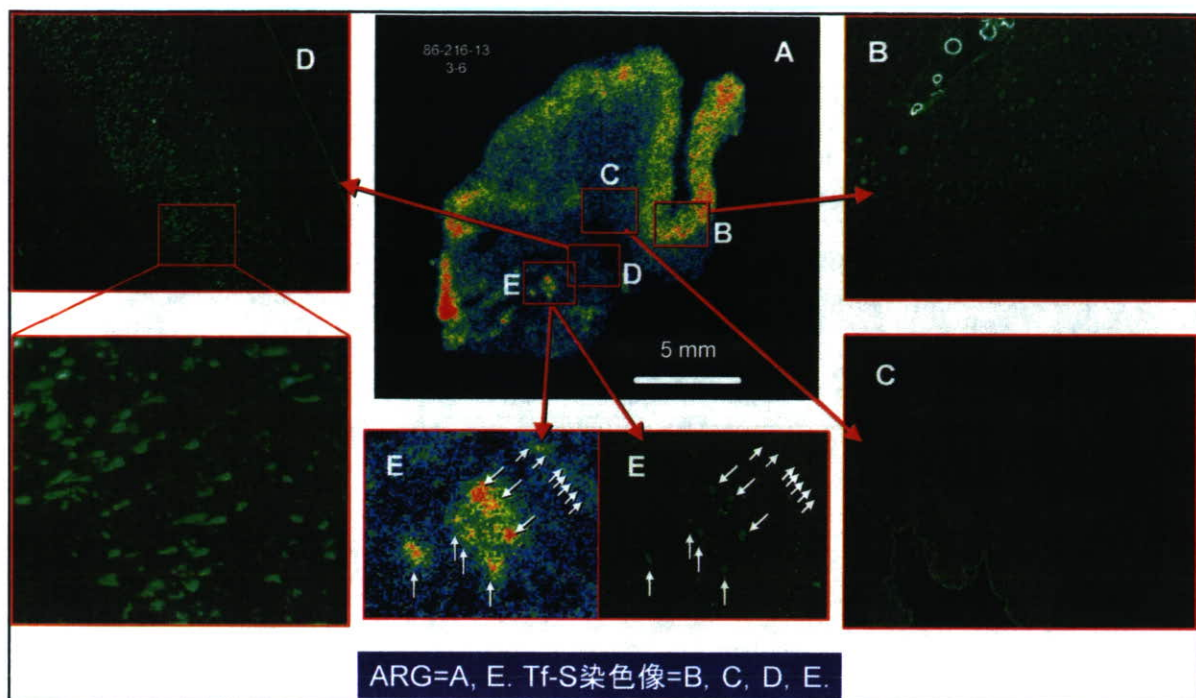 D
86-216-13
3-6
A
B
C
B
D
E
5 mm
C
E
E
ARG=A, E. Tf-S染色像=B, C, D, E.